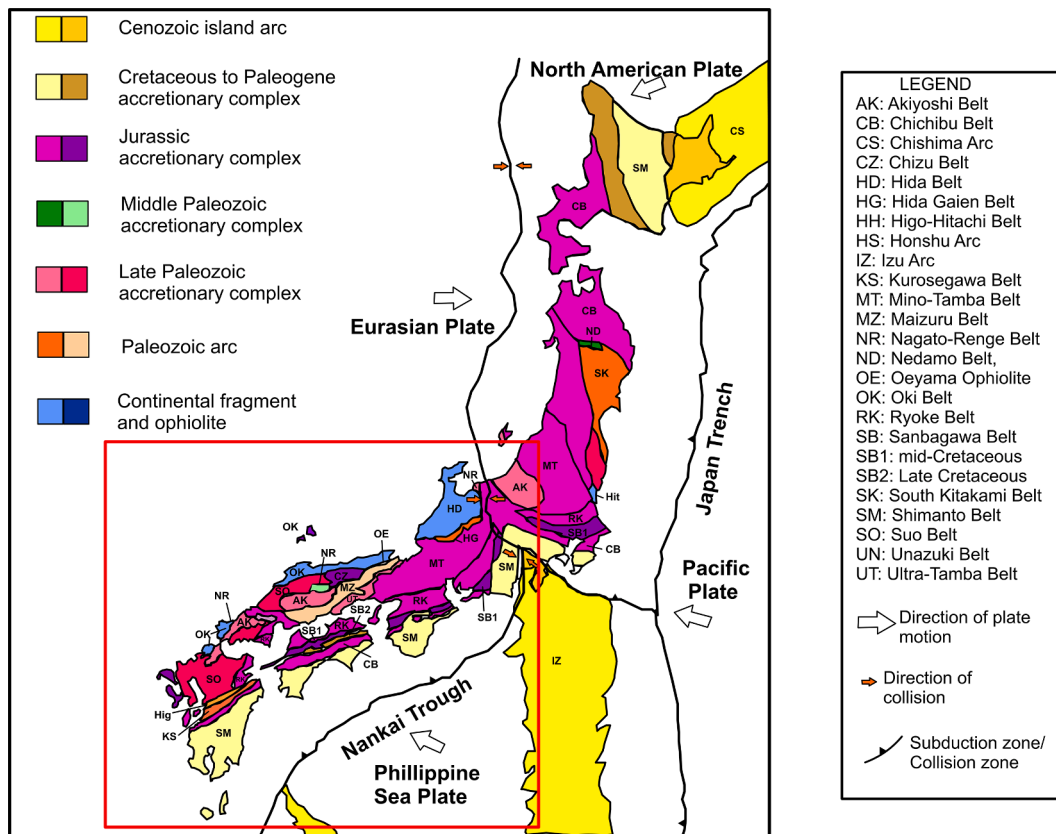 Cenozoic island arc
Cretaceous to Paleogene
accretionary complex
Jurassic
accretionary complex
Middle Paleozoic
accretionary complex
Late Paleozoic
accretionary complex
Paleozoic arc
Continental fragment
and ophiolite
North American Plate
CS
SM
CB
Eurasian Plate
CB
ND
SK
Japan Trench
MT
NR
AK
Hit
HD
RK
SB1
HG
CB
OK
OE
NR
OK
CZ
MT
SM
SO
MZ
AK
UT
NR
SB2
RK
SB1
AK
SB1
RK
SM
OK
RK
CB
Pacific
Plate
IZ
SO
RK
Hig
KS
SM
Nankai Trough
Phillippine
Sea Plate
LEGEND
AK: Akiyoshi Belt
CB: Chichibu Belt
CS: Chishima Arc
CZ: Chizu Belt
HD: Hida Belt
HG: Hida Gaien Belt
HH: Higo-Hitachi Belt
HS: Honshu Arc
IZ: Izu Arc
KS: Kurosegawa Belt
MT: Mino-Tamba Belt
MZ: Maizuru Belt
NR: Nagato-Renge Belt
ND: Nedamo Belt,
OE: Oeyama Ophiolite
OK: Oki Belt
RK: Ryoke Belt
SB: Sanbagawa Belt
SB1: mid-Cretaceous
SB2: Late Cretaceous
SK: South Kitakami Belt
SM: Shimanto Belt
SO: Suo Belt
UN: Unazuki Belt
UT: Ultra-Tamba Belt
Direction of plate
motion
Direction of
collision
Subduction zone/
Collision zone